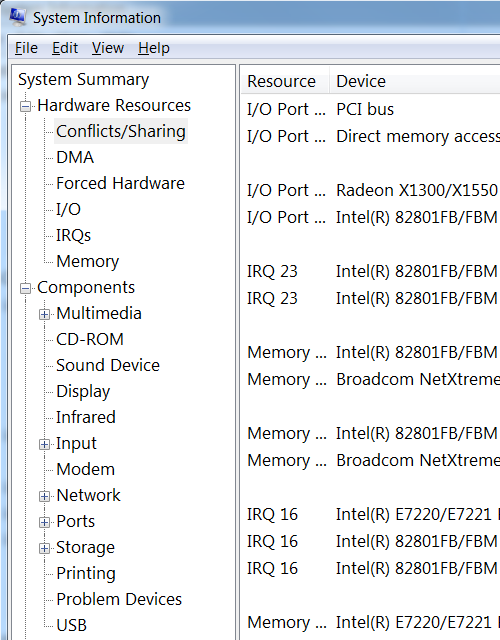 System Information
File Edit View Help
System Summary
Hardware Resources
Conflicts/Sharing
DMA
Forced Hardware
I/O
IRQs
Memory
Components
Multimedia
CD-ROM
Sound Device
Display
Infrared
Input
Modem
Network
Ports
Storage
Printing
Problem Devices
USB
Resource Device
I/O Port ... PCI bus
I/O Port ... Direct memory access
I/O Port ... Radeon X1300/X1550
I/O Port ... Intel(R) 82801FB/FBM
IRQ 23 Intel(R) 82801FB/FBM
IRQ 23 Intel(R) 82801FB/FBM
Memory ... Intel(R) 82801FB/FBM
Memory ... Broadcom NetXtreme
Memory ... Intel(R) 82801FB/FBM
Memory ... Broadcom NetXtreme
IRQ 16 Intel(R) E7220/E7221
IRQ 16 Intel(R) 82801FB/FBM
IRQ 16 Intel(R) 82801FB/FBM
Memory ... Intel(R) E7220/E7221